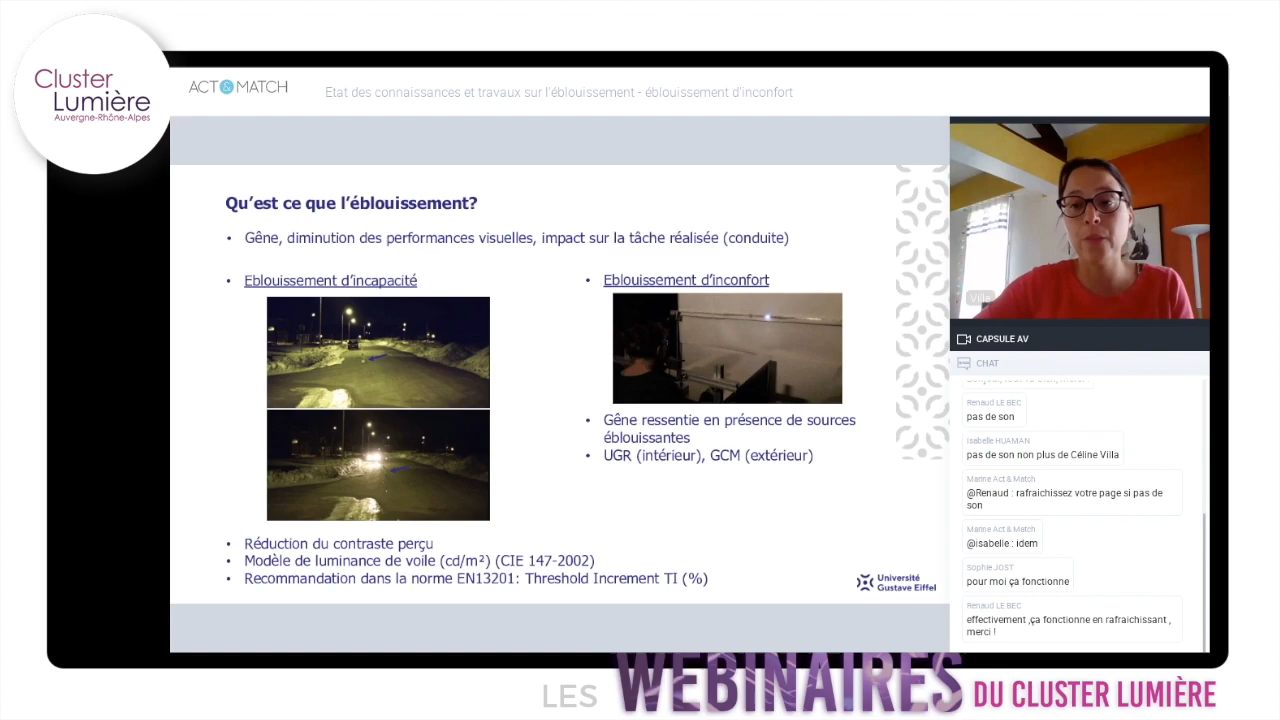 Cluster
Lumière
Auvergne-Rhône-Alpes
ACT & MATCH
Etat des connaissances et travaux sur l'éblouissement - éblouissement d'inconfort
Qu'est ce que l'éblouissement?
• Gêne, diminution des performances visuelles, impact sur la tâche réalisée (conduite)
• Eblouissement d'incapacité
• Eblouissement d'inconfort
• Gêne ressentie en présence de sources
éblouissantes
• UGR (intérieur), GCM (extérieur)
• Réduction du contraste perçu
• Modèle de luminance de voile (cd/m²) (CIE 147-2002)
• Recommandation dans la norme EN13201: Threshold Increment TI (%)
Université
Gustave Eiffel
Villa
CAPSULE AV
CHAT
Renaud LE BEC
pas de son
isabelle HUAMAN
pas de son non plus de Céline Villa
Marine Act & Match
@Renaud : rafraichissez votre page si pas de
son
Marine Act & Match
@isabelle : idem
Sophie JOST
pour moi ça fonctionne
Renaud LE BEC
effectivement ,ça fonctionne en rafraichissant ,
merci !
LES WEBINAIRES DU CLUSTER LUMIÈRE